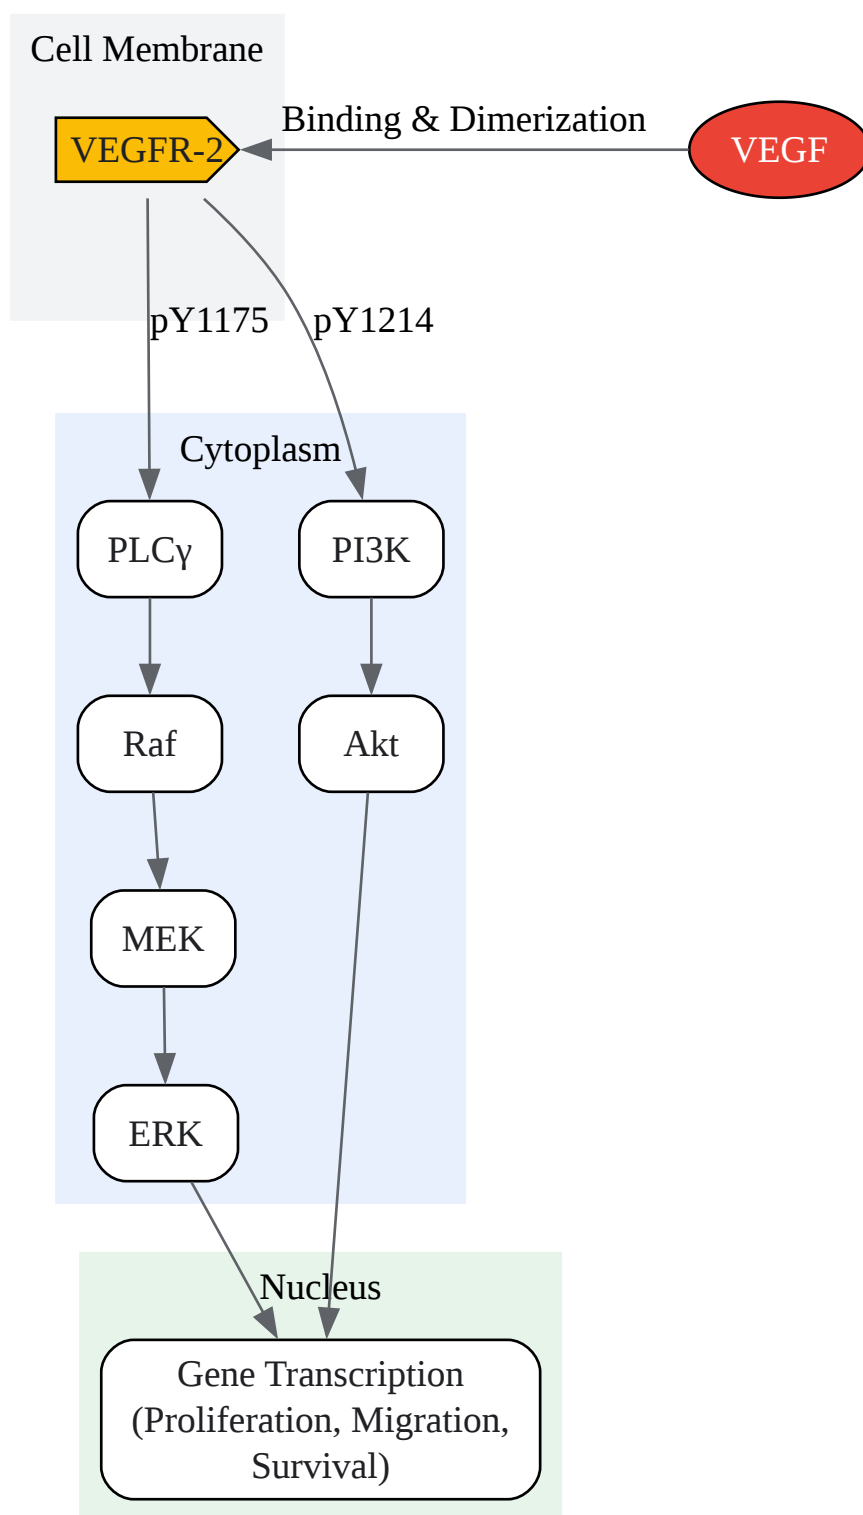 Cell Membrane
Binding & Dimerization
VEGFR-2
VEGF
pY1175
pY1214
Cytoplasm
PLCγ
PI3K
Raf
Akt
MEK
ERK
Nucleus
Gene Transcription
(Proliferation, Migration,
Survival)